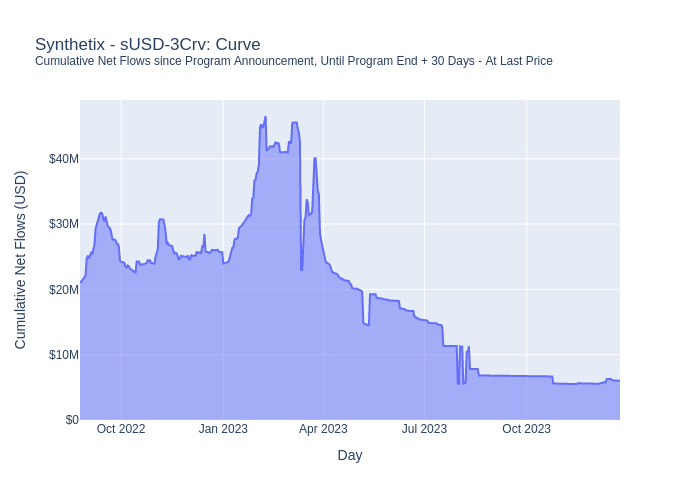 Synthetix - sUSD-3Crv: Curve
Cumulative Net Flows since Program Announcement, Until Program End + 30 Days - At Last Price
Cumulative Net Flows (USD)
$40M
$30M
$20M
$10M
$0
Oct 2022 Jan 2023 Apr 2023 Jul 2023 Oct 2023
Day